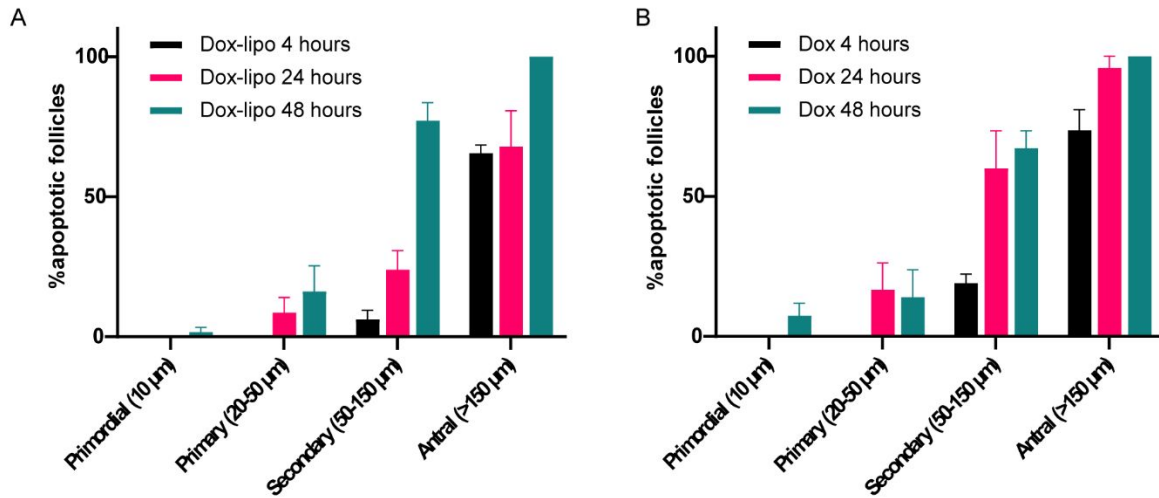 A
Dox-lipo 4 hours
Dox-lipo 24 hours
Dox-lipo 48 hours
%apoptotic follicles
100
50
0
Primordial (10 µm)
Primary (20-50 µm)
Secondary (50-150 µm)
Antral (>150 µm)
B
Dox 4 hours
Dox 24 hours
Dox 48 hours
%apoptotic follicles
100
50
0
Primordial (10 µm)
Primary (20-50 µm)
Secondary (50-150 µm)
Antral (>150 µm)